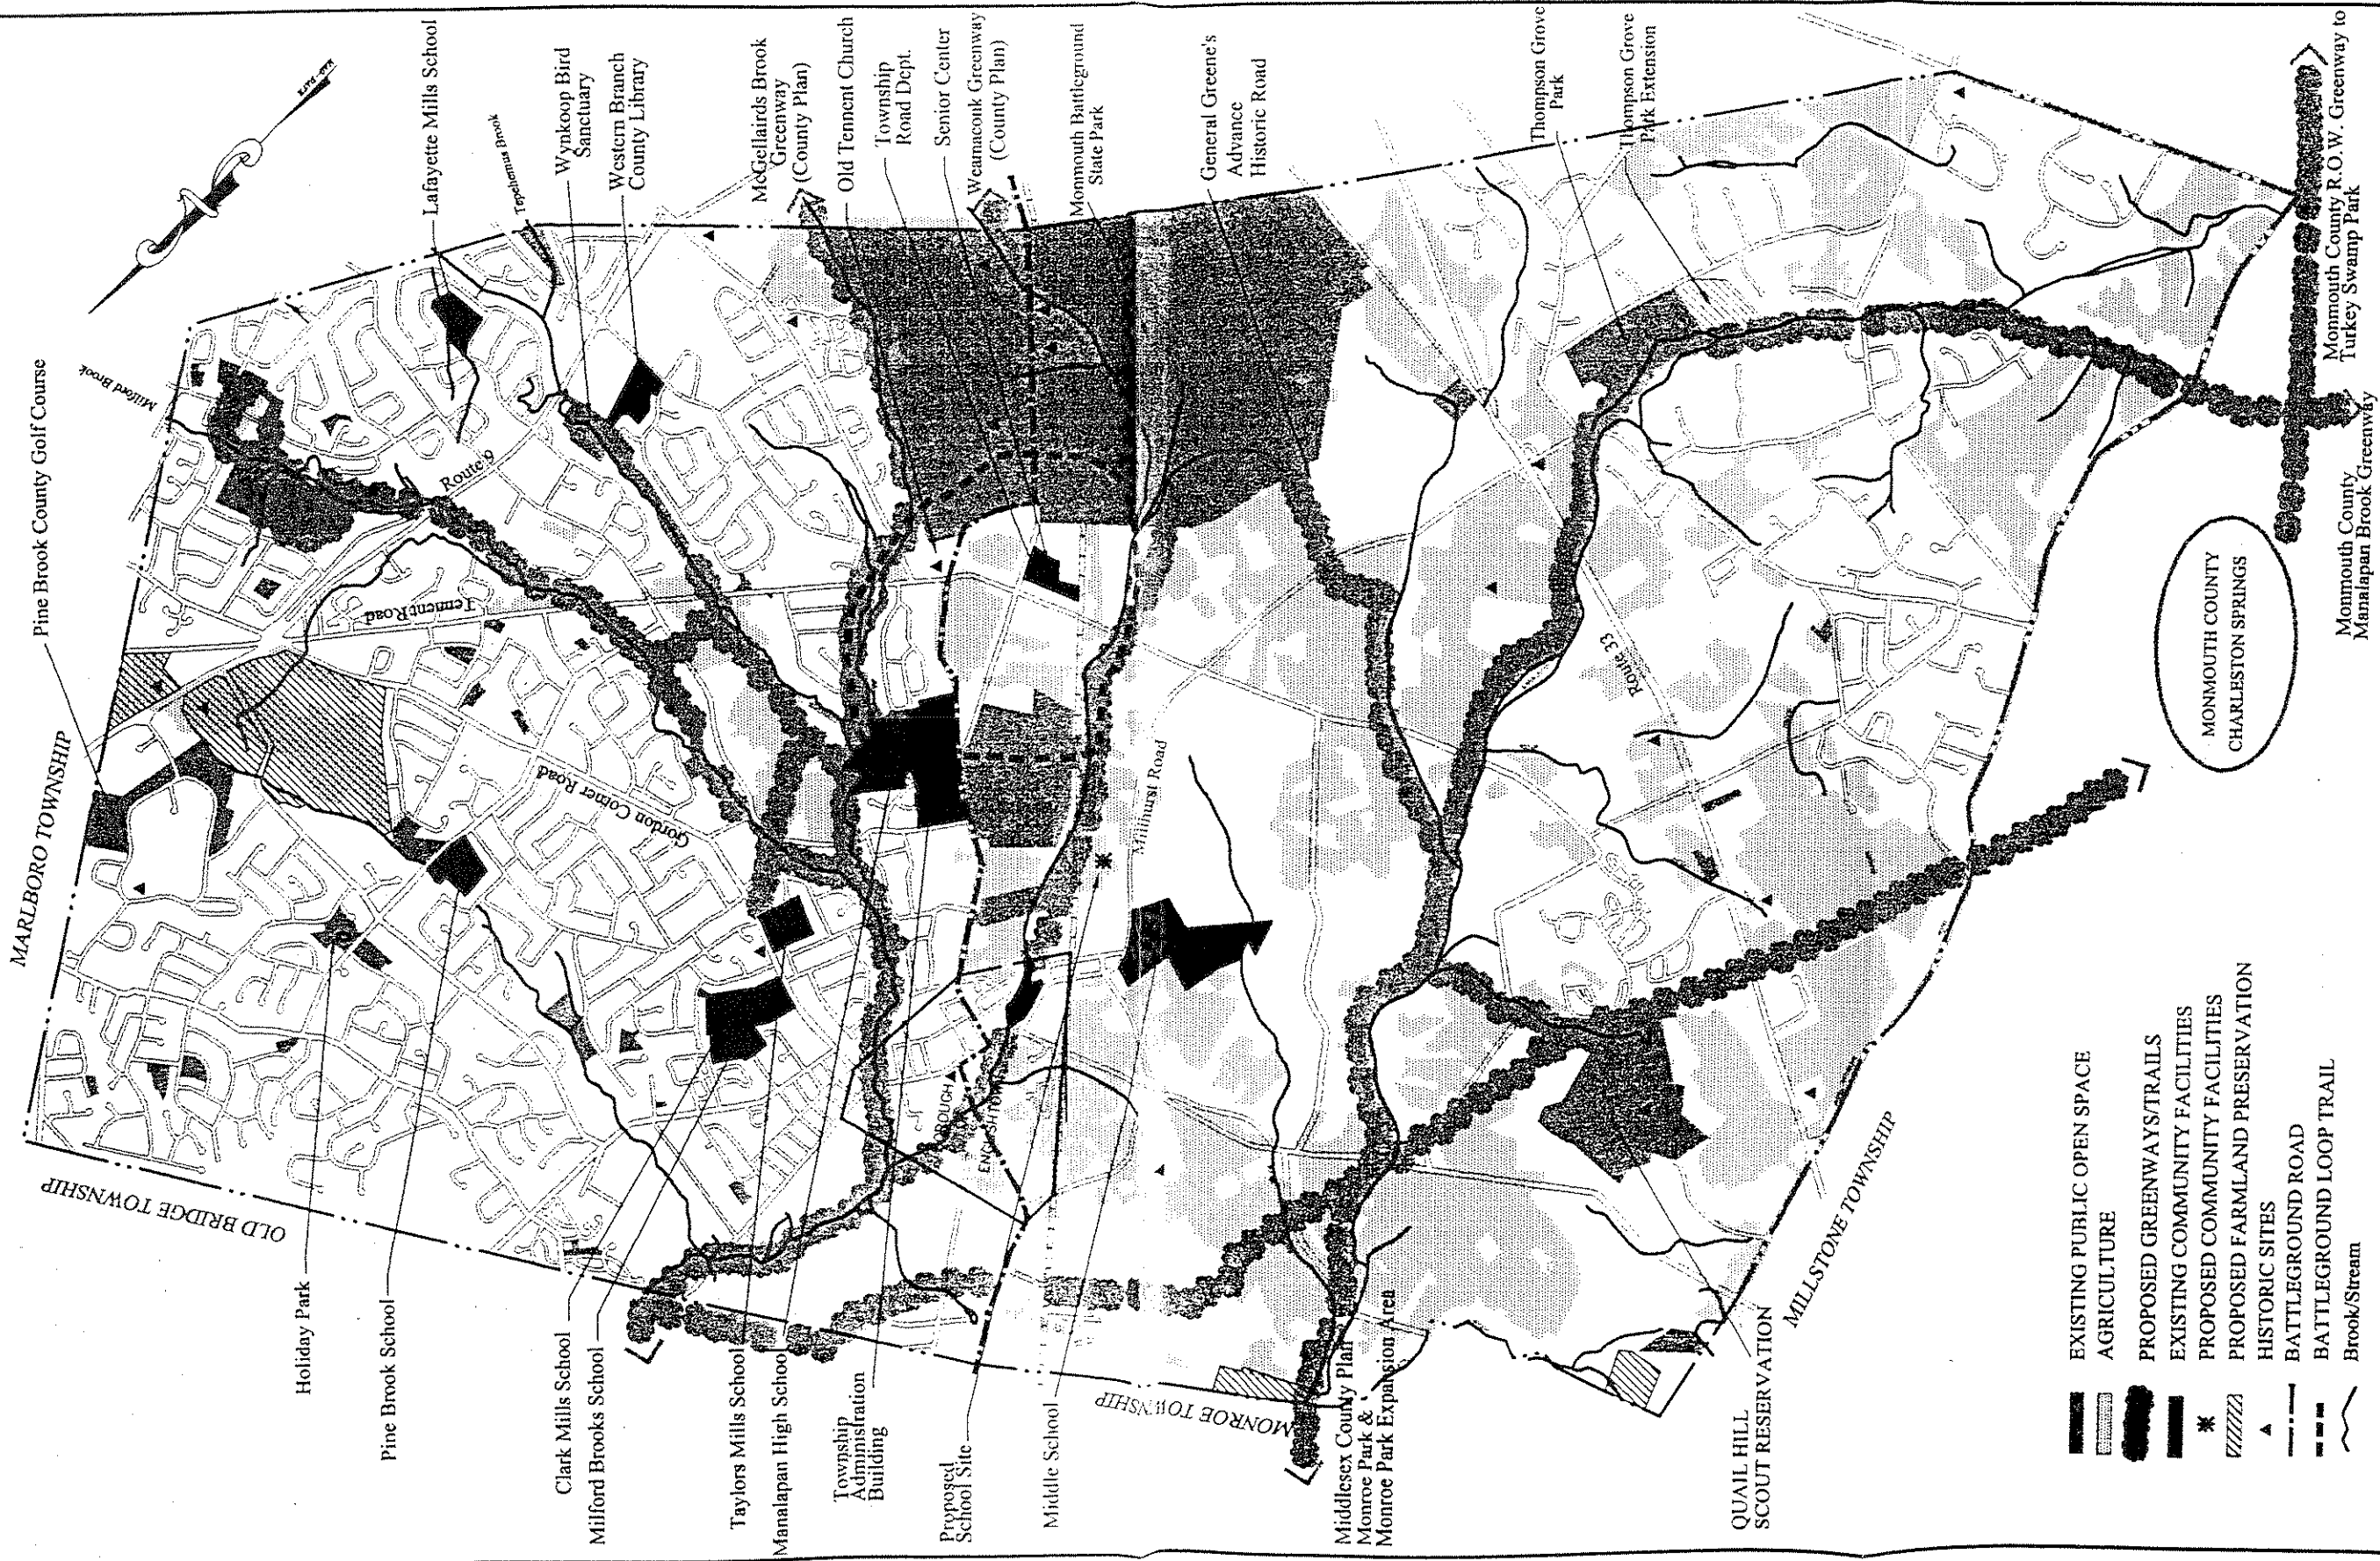 Pine Brook County Golf Course
Milford Brook
Lafayette Mills School
Topehemus Brook
Wynkoop Bird
Sanctuary
Western Branch
County Library
McGellairds Brook
Greenway
(County Plan)
Old Tennent Church
Township
Road Dept.
Senior Center
Weamacouk Greenway
(County Plan)
Monmouth Battleground
State Park
General Greene's
Advance
Historic Road
Thompson Grove
Park
Thompson Grove
Park Extension
MARLBORO TOWNSHIP
Route 9
Tennent Road
Gordon Corner Road
Millhurst Road
Route 33
OLD BRIDGE TOWNSHIP
BOROUGH
MONROE TOWNSHIP
MILLSTONE TOWNSHIP
Holiday Park
Pine Brook School
Clark Mills School
Milford Brooks School
Taylors Mills School
Manalapan High School
Township
Administration
Building
Proposed
School Site
Middle School
Middlesex County Plan
Monroe Park &
Monroe Park Expansion Area
QUAIL HILL
SCOUT RESERVATION
MONMOUTH COUNTY
CHARLESTON SPRINGS
Monmouth County
Manalapan Brook Greenway
Monmouth County R.O.W. Greenway to
Turkey Swamp Park
EXISTING PUBLIC OPEN SPACE
AGRICULTURE
PROPOSED GREENWAYS/TRAILS
EXISTING COMMUNITY FACILITIES
PROPOSED COMMUNITY FACILITIES
PROPOSED FARMLAND PRESERVATION
HISTORIC SITES
BATTLEGROUND ROAD
BATTLEGROUND LOOP TRAIL
Brook/Stream